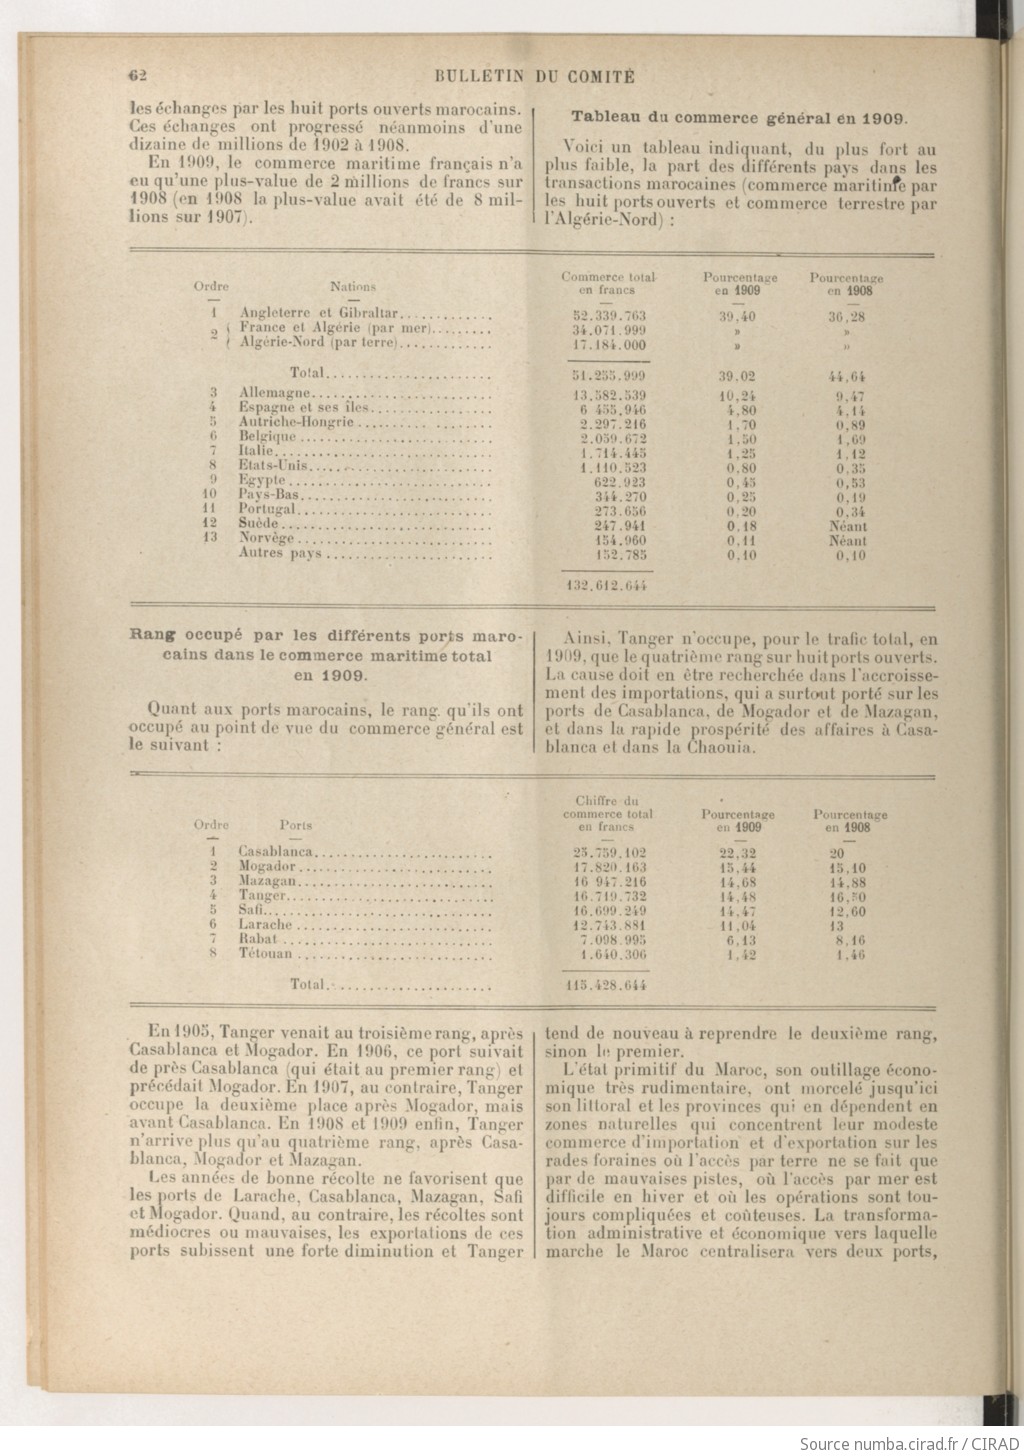 62
BULLETIN DU COMITÉ
les échanges par les huit ports ouverts marocains.
Ces échanges ont progressé néanmoins d'une
dizaine de millions de 1902 à 1908.
En 1909, le commerce maritime français n'a
eu qu'une plus-value de 2 millions de francs sur
1908 (en 1908 la plus-value avait été de 8 mil-
lions sur 1907).
Tableau du commerce général en 1909.
Voici un tableau indiquant, du plus fort au
plus faible, la part des différents pays dans les
transactions marocaines (commerce maritime par
les huit ports ouverts et commerce terrestre par
l'Algérie-Nord) :
Ordre Nations Commerce total en francs Pourcentage en 1909 Pourcentage en 1908
1 Angleterre et Gibraltar............ 52.339.763 39,40 36,28
2 France et Algérie (par mer)......... 34.071.999 » »
Algérie-Nord (par terre)............. 17.184.000 » »
Total....................... 51.255.999 39.02 44,64
3 Allemagne......................... 13.582.539 10,24 9,47
4 Espagne et ses îles................ 6 455,946 4,80 4,14
5 Autriche-Hongrie .................. 2.297.216 1,70 0,89
6 Belgique .......................... 2.059.672 1,50 1,69
7 Italie............................. 1.714.445 1,25 1,12
8 Etats-Unis......................... 1.110.523 0,80 0,35
9 Egypte ............................ 622.923 0,45 0,53
10 Pays-Bas.......................... 344.270 0,25 0,19
11 Portugal.......................... 273.656 0,20 0,34
12 Suède............................. 247.941 0,18 Néant
13 Norvège........................... 154.960 0,11 Néant
Autres pays ....................... 152.785 0,10 0,10
132.612.644
Rang occupé par les différents ports maro-
cains dans le commerce maritime total
en 1909.
Quant aux ports marocains, le rang qu'ils ont
occupé au point de vue du commerce général est
le suivant :
Ainsi, Tanger n'occupe, pour le trafic total, en
1909, que le quatrième rang sur huit ports ouverts.
La cause doit en être recherchée dans l'accroisse-
ment des importations, qui a surtout porté sur les
ports de Casablanca, de Mogador et de Mazagan,
et dans la rapide prospérité des affaires à Casa-
blanca et dans la Chaouia.
Ordre Ports Chiffre du commerce total en francs Pourcentage en 1909 Pourcentage en 1908
1 Casablanca......................... 25.759.102 22,32 20
2 Mogador........................... 17.820.163 15,44 15,10
3 Mazagan........................... 16 947.216 14,68 14,88
4 Tanger............................ 16.719.732 14,48 16,50
5 Safi.............................. 16.699.249 14,47 12,60
6 Larache ........................... 12.743.881 11,04 13
7 Rabat ............................. 7.098 995 6,13 8,16
8 Tétouan ........................... 1.640.306 1,42 1,46
Total....................... 115.428.644
En 1905, Tanger venait au troisième rang, après
Casablanca et Mogador. En 1906, ce port suivait
de près Casablanca (qui était au premier rang) et
précédait Mogador. En 1907, au contraire, Tanger
occupe la deuxième place après Mogador, mais
avant Casablanca. En 1908 et 1909 enfin, Tanger
n'arrive plus qu'au quatrième rang, après Casa-
blanca, Mogador et Mazagan.
Les années de bonne récolte ne favorisent que
les ports de Larache, Casablanca, Mazagan, Safi
et Mogador. Quand, au contraire, les récoltes sont
médiocres ou mauvaises, les exportations de ces
ports subissent une forte diminution et Tanger
tend de nouveau à reprendre le deuxième rang,
sinon le premier.
L'état primitif du Maroc, son outillage écono-
mique très rudimentaire, ont morcelé jusqu'ici
son littoral et les provinces qui en dépendent en
zones naturelles qui concentrent leur modeste
commerce d'importation et d'exportation sur les
rades foraines où l'accès par terre ne se fait que
par de mauvaises pistes, où l'accès par mer est
difficile en hiver et où les opérations sont tou-
jours compliquées et coûteuses. La transforma-
tion administrative et économique vers laquelle
marche le Maroc centralisera vers deux ports,
Source numba.cirad.fr / CIRAD